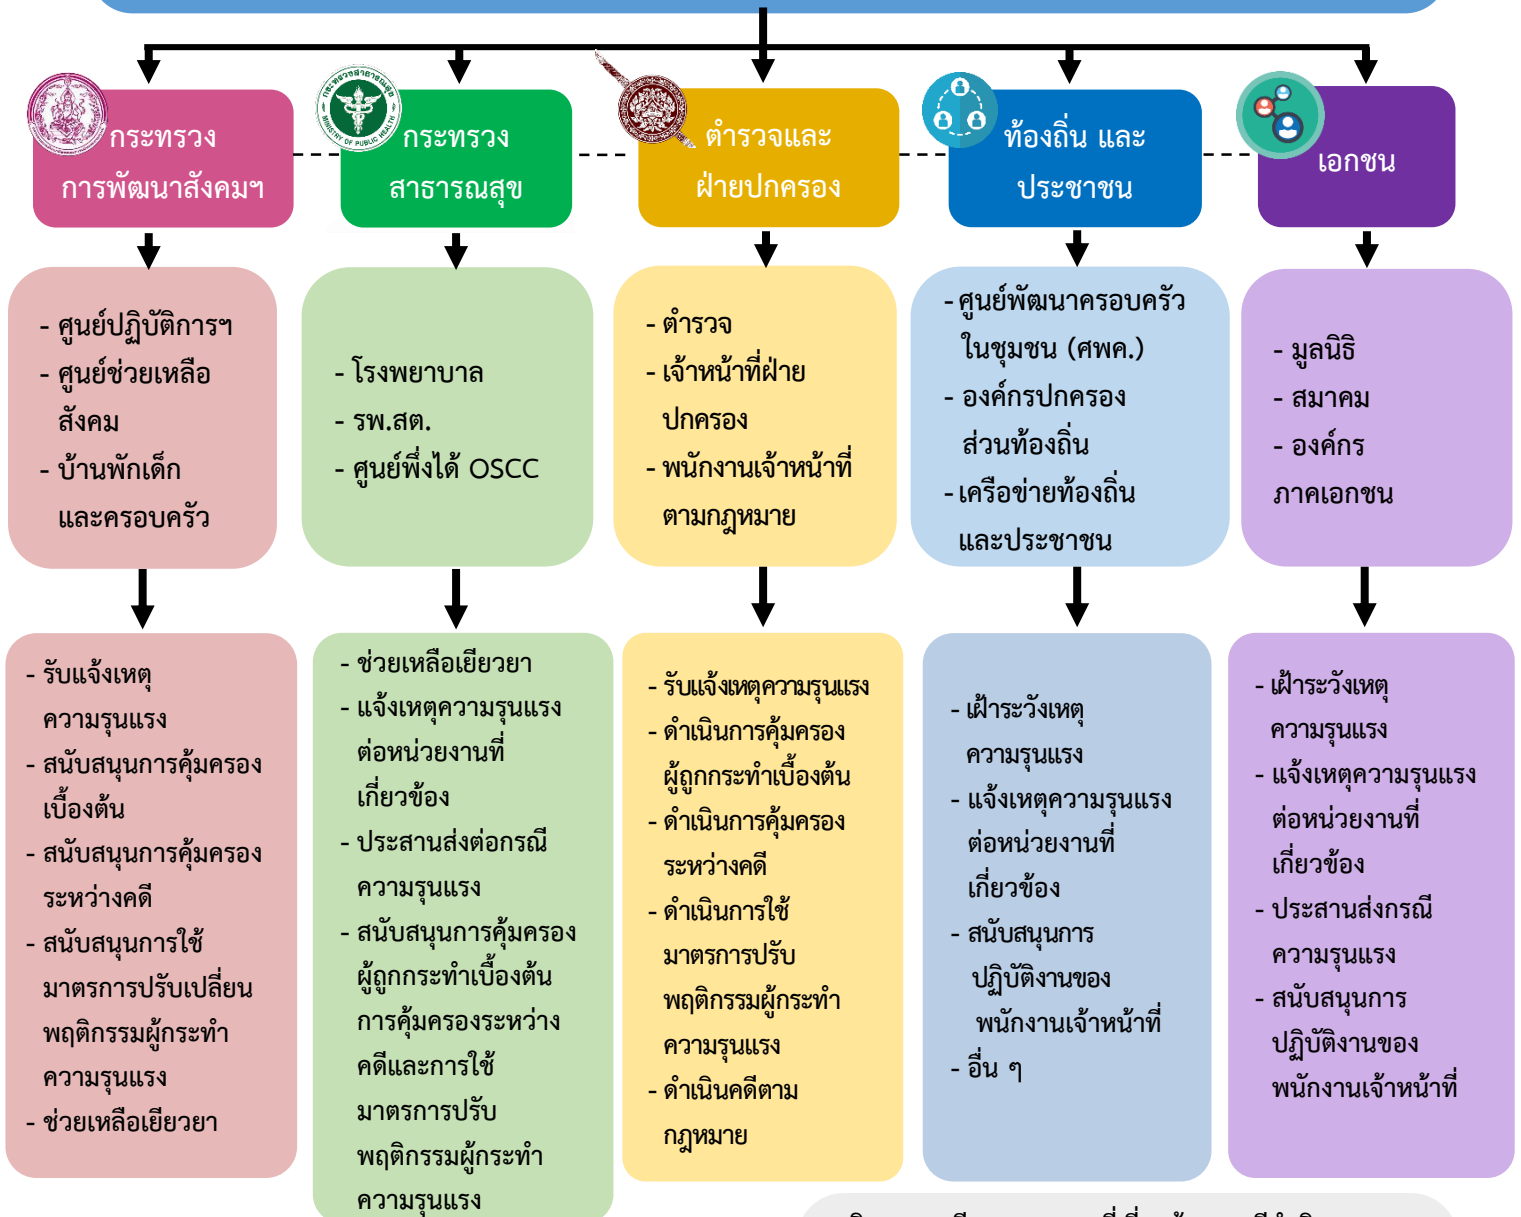 กระทรวง
การพัฒนาสังคมฯ
กระทรวงสาธารณสุข
MINISTRY OF PUBLIC HEALTH
กระทรวง
สาธารณสุข
ตำรวจและ
ฝ่ายปกครอง
ท้องถิ่น และ
ประชาชน
เอกชน
- ศูนย์ปฏิบัติการฯ
- ศูนย์ช่วยเหลือ
สังคม
- บ้านพักเด็ก
และครอบครัว
- โรงพยาบาล
- รพ.สต.
- ศูนย์พึ่งได้ OSCC
- ตำรวจ
- เจ้าหน้าที่ฝ่าย
ปกครอง
- พนักงานเจ้าหน้าที่
ตามกฎหมาย
- ศูนย์พัฒนาครอบครัว
ในชุมชน (ศพค.)
- องค์กรปกครอง
ส่วนท้องถิ่น
- เครือข่ายท้องถิ่น
และประชาชน
- มูลนิธิ
- สมาคม
- องค์กร
ภาคเอกชน
- รับแจ้งเหตุ
ความรุนแรง
- สนับสนุนการคุ้มครอง
เบื้องต้น
- สนับสนุนการคุ้มครอง
ระหว่างคดี
- สนับสนุนการใช้
มาตรการปรับเปลี่ยน
พฤติกรรมผู้กระทำ
ความรุนแรง
- ช่วยเหลือเยียวยา
- ช่วยเหลือเยียวยา
- แจ้งเหตุความรุนแรง
ต่อหน่วยงานที่
เกี่ยวข้อง
- ประสานส่งต่อกรณี
ความรุนแรง
- สนับสนุนการคุ้มครอง
ผู้ถูกกระทำเบื้องต้น
การคุ้มครองระหว่าง
คดีและการใช้
มาตรการปรับ
พฤติกรรมผู้กระทำ
ความรุนแรง
- รับแจ้งเหตุความรุนแรง
- ดำเนินการคุ้มครอง
ผู้ถูกกระทำเบื้องต้น
- ดำเนินการคุ้มครอง
ระหว่างคดี
- ดำเนินการใช้
มาตรการปรับ
พฤติกรรมผู้กระทำ
ความรุนแรง
- ดำเนินคดีตาม
กฎหมาย
- เฝ้าระวังเหตุ
ความรุนแรง
- แจ้งเหตุความรุนแรง
ต่อหน่วยงานที่
เกี่ยวข้อง
- สนับสนุนการ
ปฏิบัติงานของ
พนักงานเจ้าหน้าที่
- อื่น ๆ
- เฝ้าระวังเหตุ
ความรุนแรง
- แจ้งเหตุความรุนแรง
ต่อหน่วยงานที่
เกี่ยวข้อง
- ประสานส่งกรณี
ความรุนแรง
- สนับสนุนการ
ปฏิบัติงานของ
พนักงานเจ้าหน้าที่